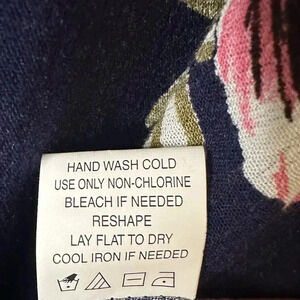 HAND WASH COLD
USE ONLY NON-CHLORINE
BLEACH IF NEEDED
RESHAPE
LAY FLAT TO DRY
COOL IRON IF NEEDED